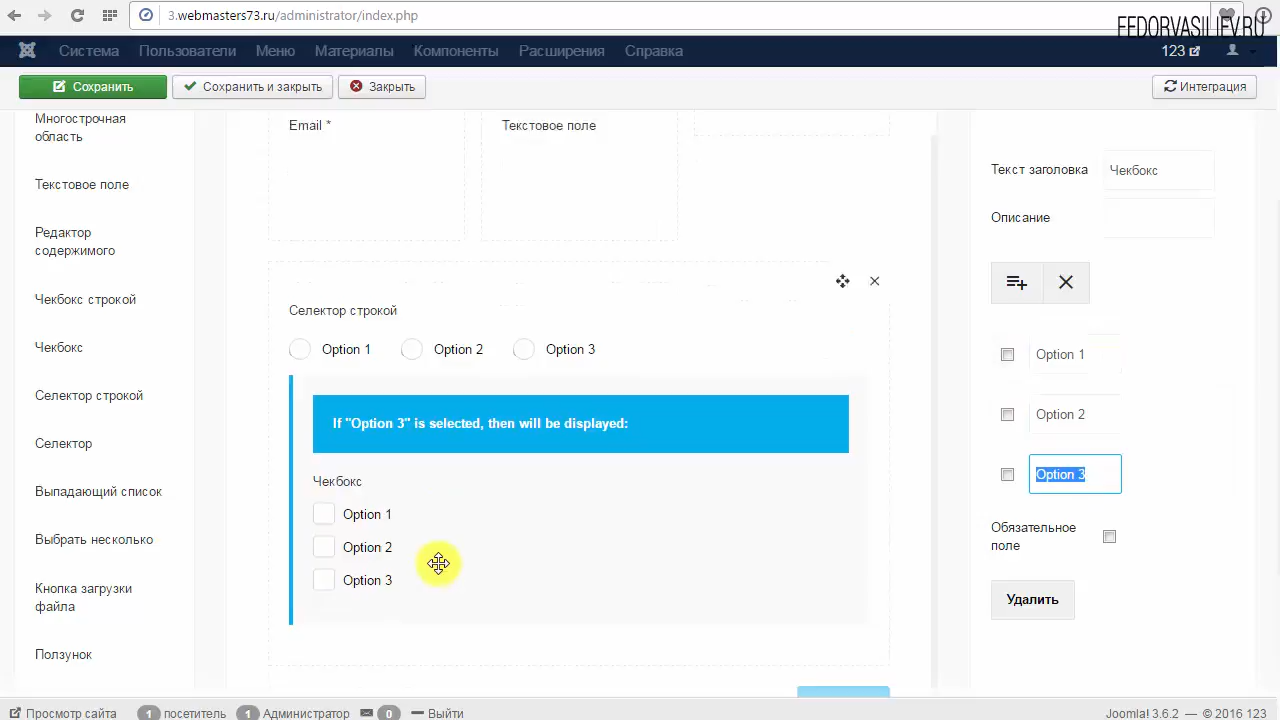 3.webmasters73.ru/administrator/index.php
FEDORVASILIEV.RU
Система Пользователи Меню Материалы Компоненты Расширения Справка 123
Сохранить Сохранить и закрыть Закрыть Интеграция
Многострочная
область
Текстовое поле
Редактор
содержимого
Чекбокс строкой
Чекбокс
Селектор строкой
Селектор
Выпадающий список
Выбрать несколько
Кнопка загрузки
файла
Ползунок
Email * Текстовое поле
Селектор строкой
Option 1 Option 2 Option 3
If "Option 3" is selected, then will be displayed:
Чекбокс
Option 1
Option 2
Option 3
Текст заголовка Чекбокс
Описание
Option 1
Option 2
Option 3
Обязательное
поле
Удалить
Просмотр сайта 1 посетитель 1 Администратор 0 Выйти Joomla! 3.6.2 — © 2016 123